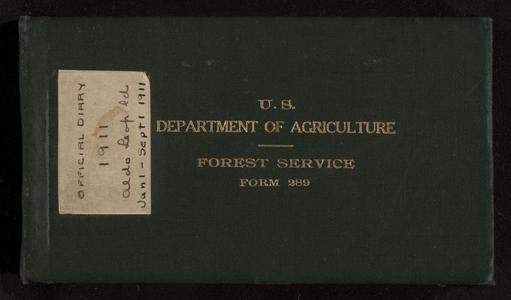 OFFICIAL DIARY
1911
Aldo Leopold
Jan 1 - Sept 1 1911
U. S.
DEPARTMENT OF AGRICULTURE
FOREST SERVICE
FORM 289